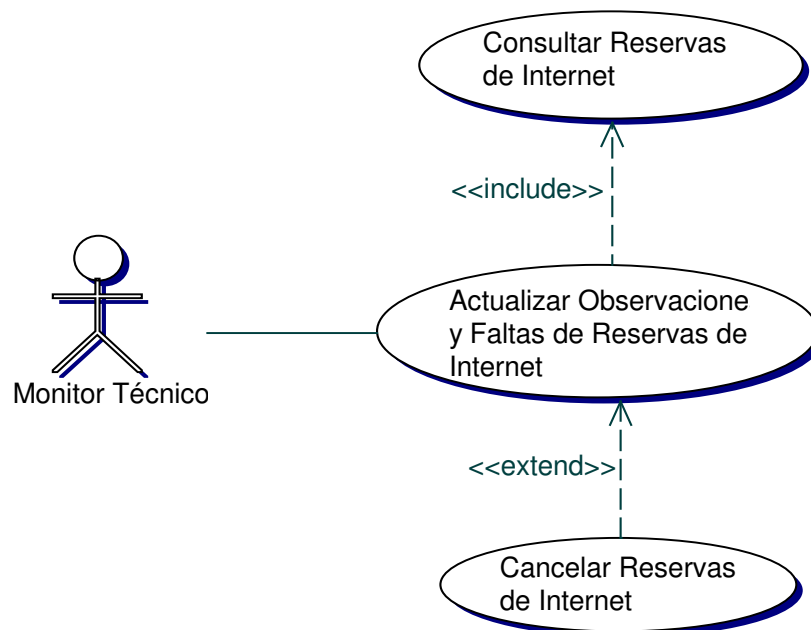 Consultar Reservas
de Internet
<<include>>
Actualizar Observacione
y Faltas de Reservas de
Internet
Monitor Técnico
<<extend>>
Cancelar Reservas
de Internet